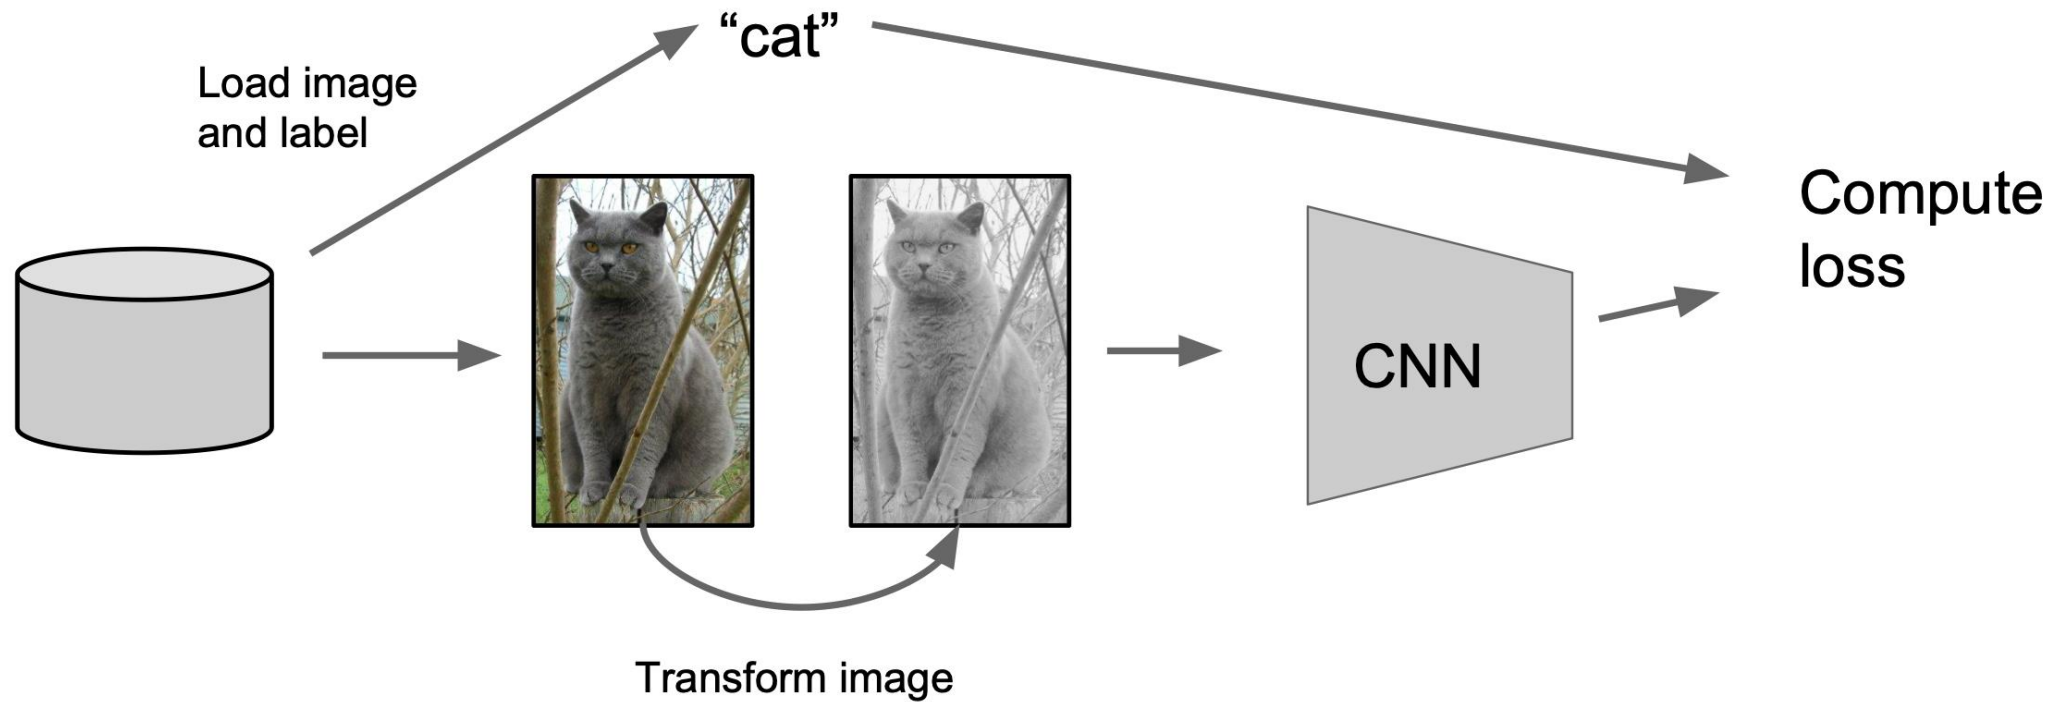 “cat”
Load image
and label
Compute
loss
CNN
Transform image